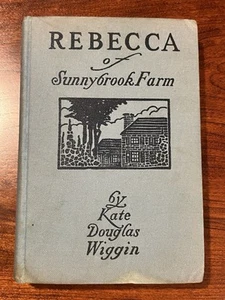 REBECCA
of
Sunnybrook Farm
by
Kate
Douglas
Wiggin